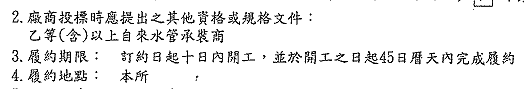 2.廠商投標時應提出之其他資格或規格文件：
乙等(含)以上自來水管承裝商
3.履約期限： 訂約日起十日內開工，並於開工之日起45日曆天內完成履約
4.履約地點： 本所